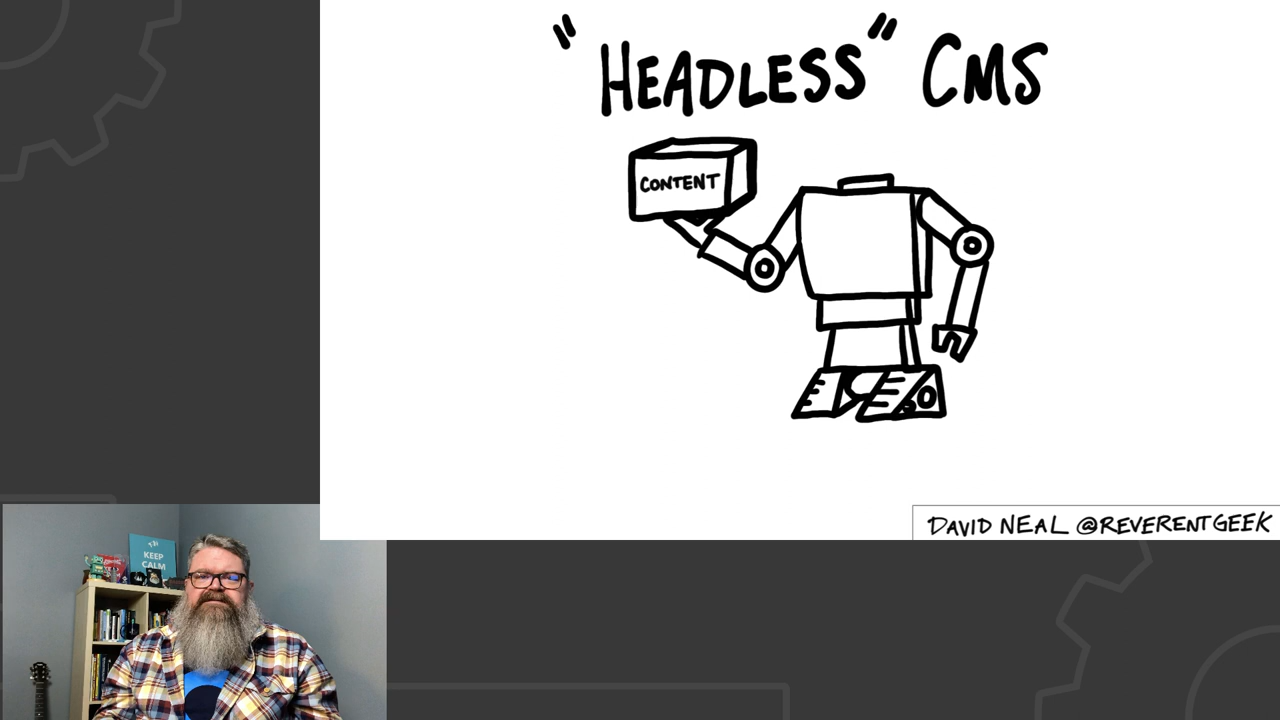 "HEADLESS" CMS
CONTENT
DAVID NEAL @REVERENTGEEK
KEEP
CALM